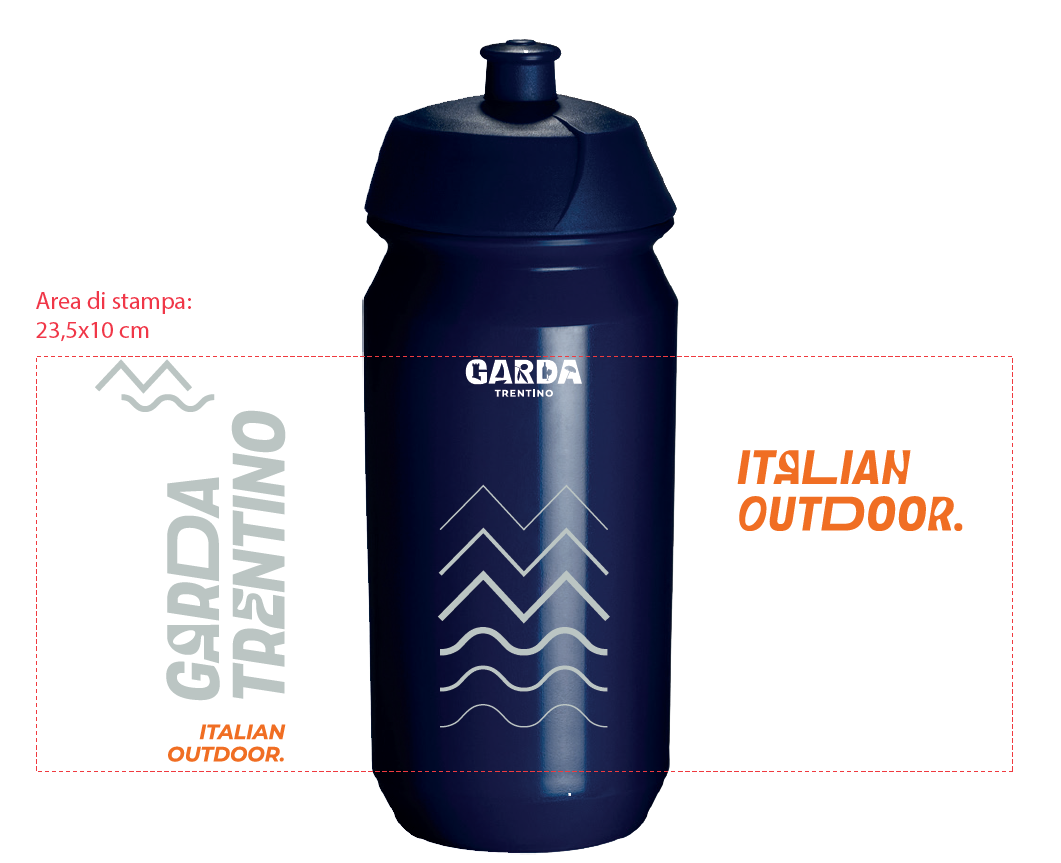 Area di stampa:
23,5x10 cm
GARDA
TRENTINO
GARDA
TRENTINO
ITALIAN
OUTDOOR.
ITALIAN
OUTDOOR.